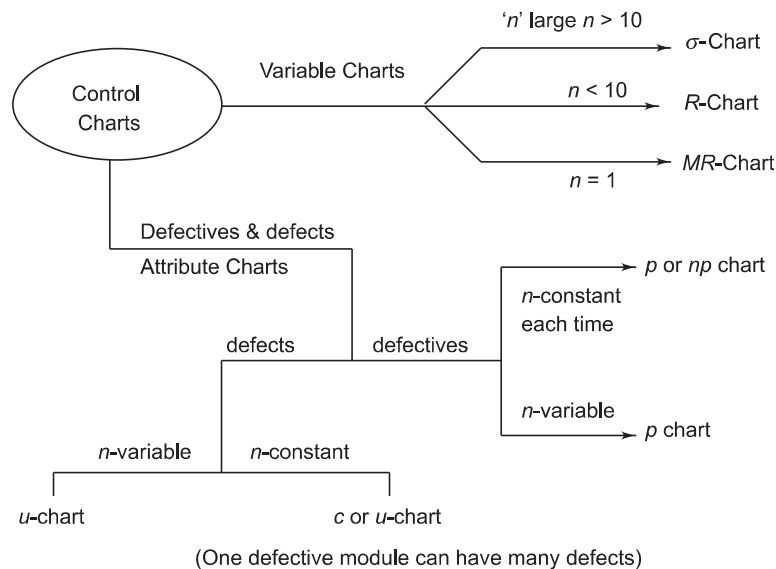 ‘n’ large n > 10
σ-Chart
Variable Charts
Control
Charts
n < 10
R-Chart
MR-Chart
n = 1
Defectives & defects
Attribute Charts
p or np chart
n-constant
each time
defects
defectives
n-variable
p chart
n-variable
n-constant
u-chart
c or u-chart
(One defective module can have many defects)